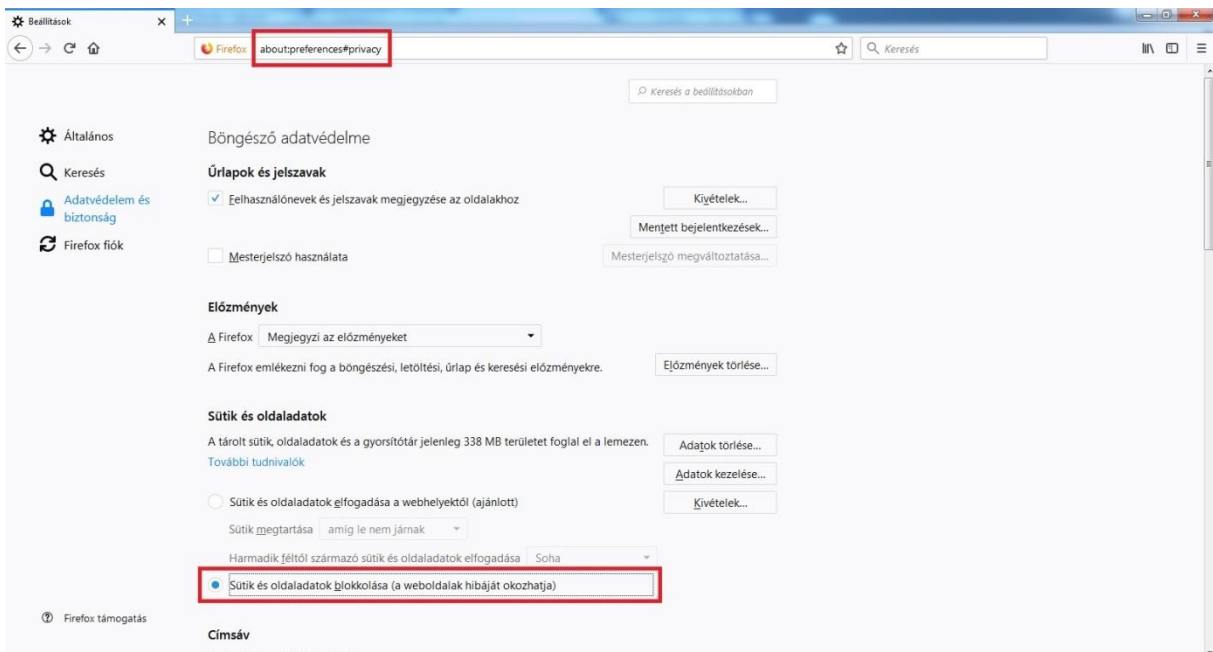 Beállítások
Firefox about:preferences#privacy
Keresés
Keresés a beállításokban
Általános
Keresés
Adatvédelem és
biztonság
Firefox fiók
Firefox támogatás
Böngésző adatvédelme
Űrlapok és jelszavak
Felhasználónevek és jelszavak megjegyzése az oldalakhoz
Kivételek...
Mentett bejelentkezések...
Mesterjelszó használata
Mesterjelszó megváltoztatása...
Előzmények
A Firefox Megjegyzi az előzményeket
A Firefox emlékezni fog a böngészési, letöltési, űrlap és keresési előzményekre.
Előzmények törlése...
Sütik és oldaladatok
A tárolt sütik, oldaladatok és a gyorsítótár jelenleg 338 MB területet foglal el a lemezen.
További tudnivalók
Adatok törlése...
Adatok kezelése...
Sütik és oldaladatok elfogadása a webhelyektől (ajánlott)
Kivételek...
Sütik megtartása amíg le nem járnak
Harmadik féltől származó sütik és oldaladatok elfogadása Soha
Sütik és oldaladatok blokkolása (a weboldalak hibáját okozhatja)
Címsáv